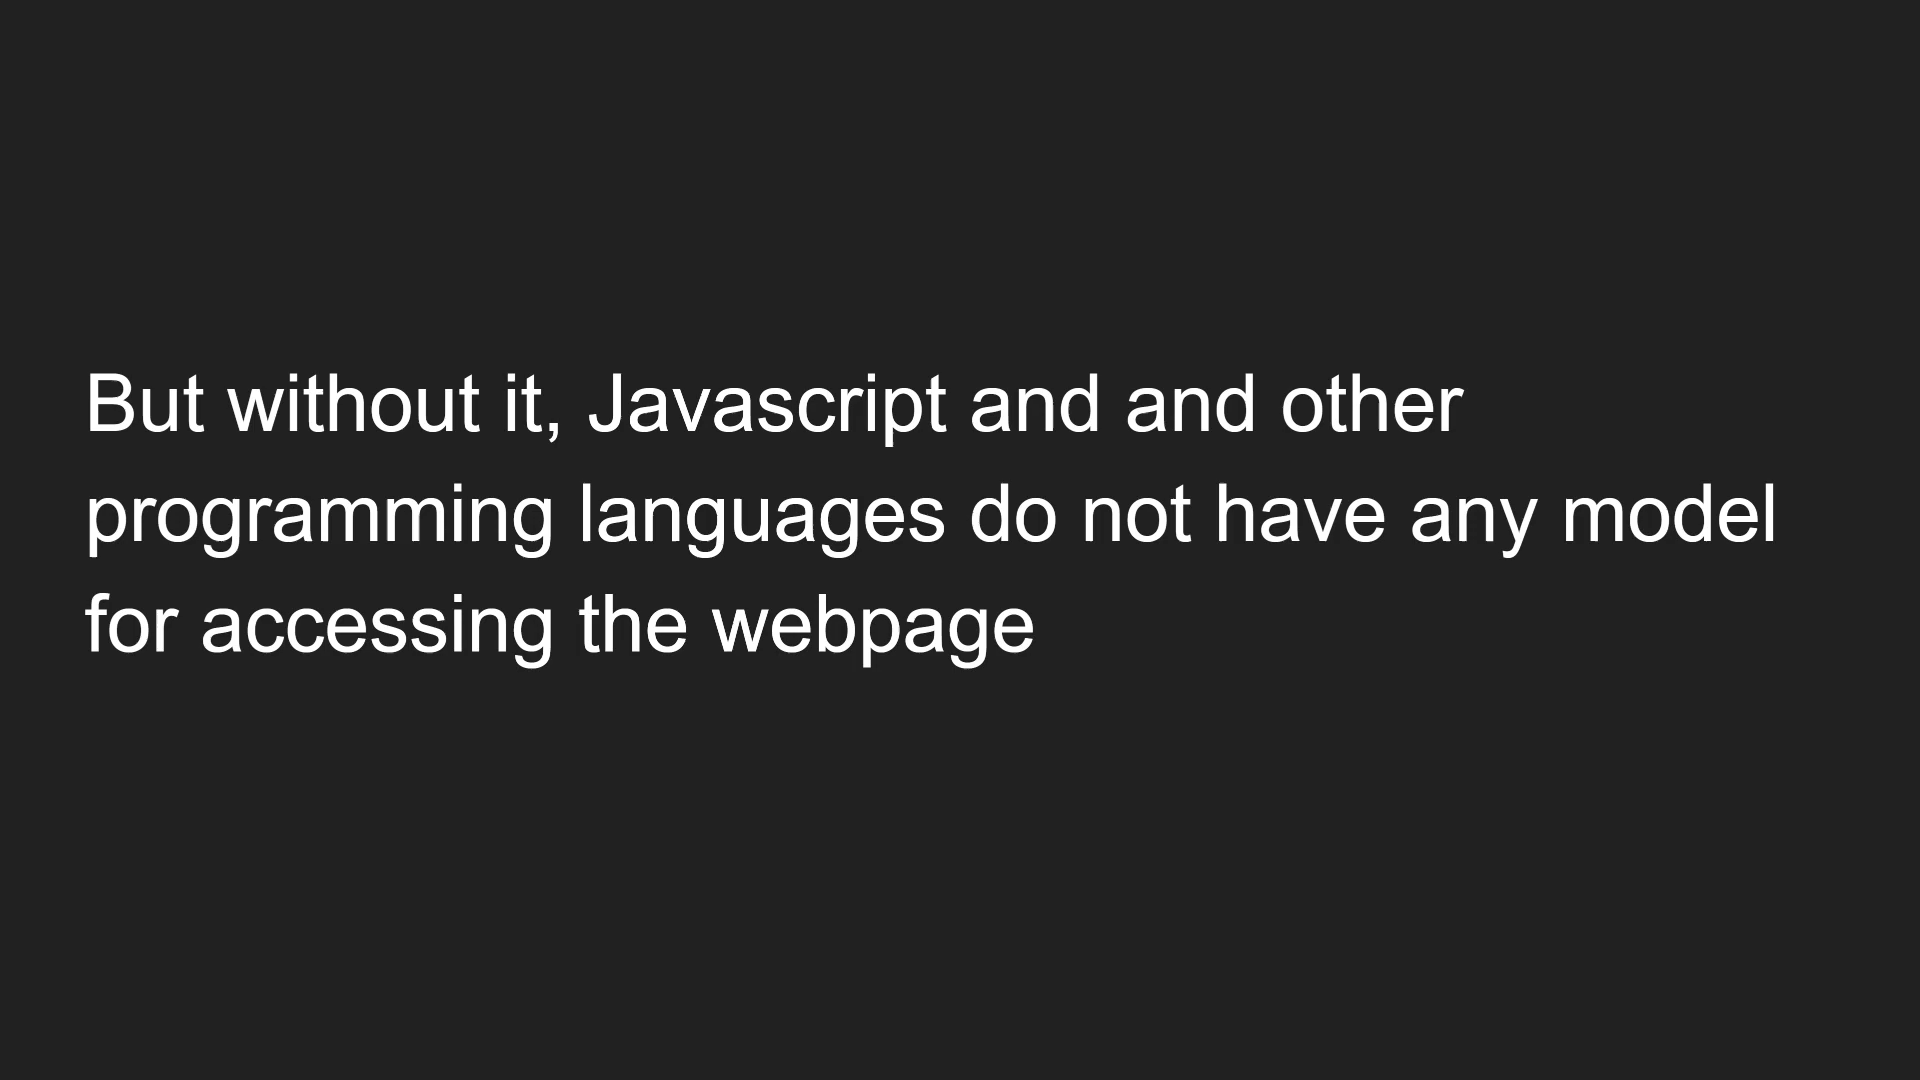 But without it, Javascript and and other
programming languages do not have any model
for accessing the webpage